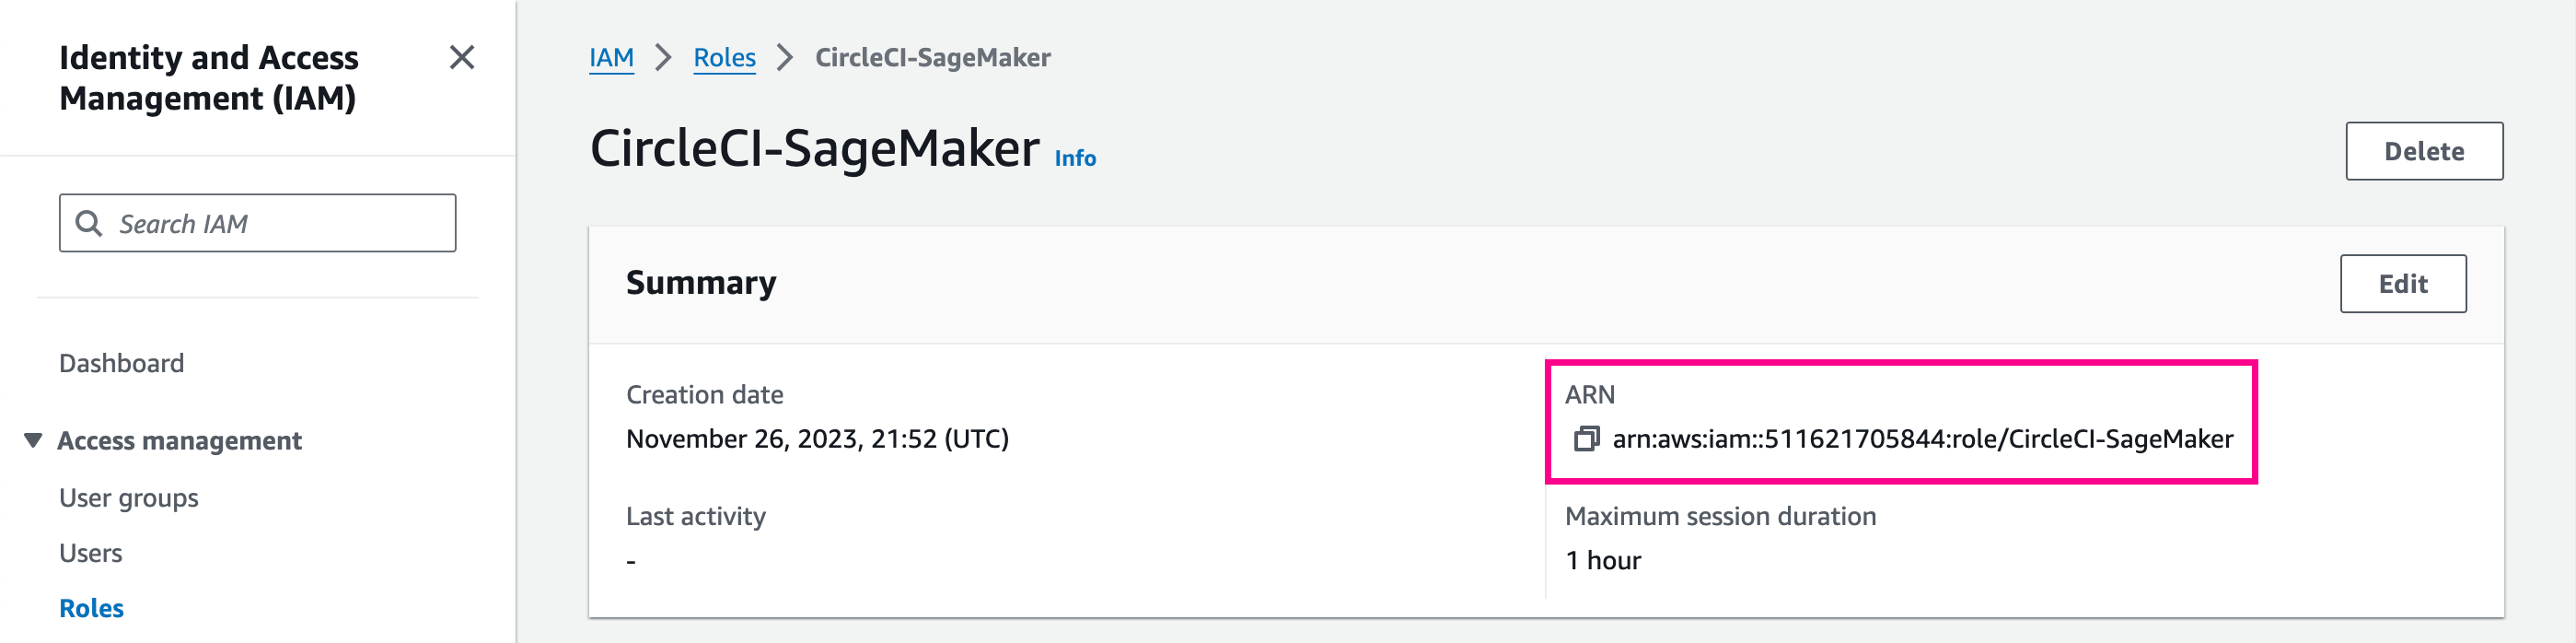 Identity and Access
Management (IAM)
Search IAM
Dashboard
Access management
User groups
Users
Roles
IAM
Roles
CircleCI-SageMaker
CircleCI-SageMaker Info
Delete
Summary
Edit
Creation date
November 26, 2023, 21:52 (UTC)
ARN
arn:aws:iam::511621705844:role/CircleCI-SageMaker
Last activity
-
Maximum session duration
1 hour